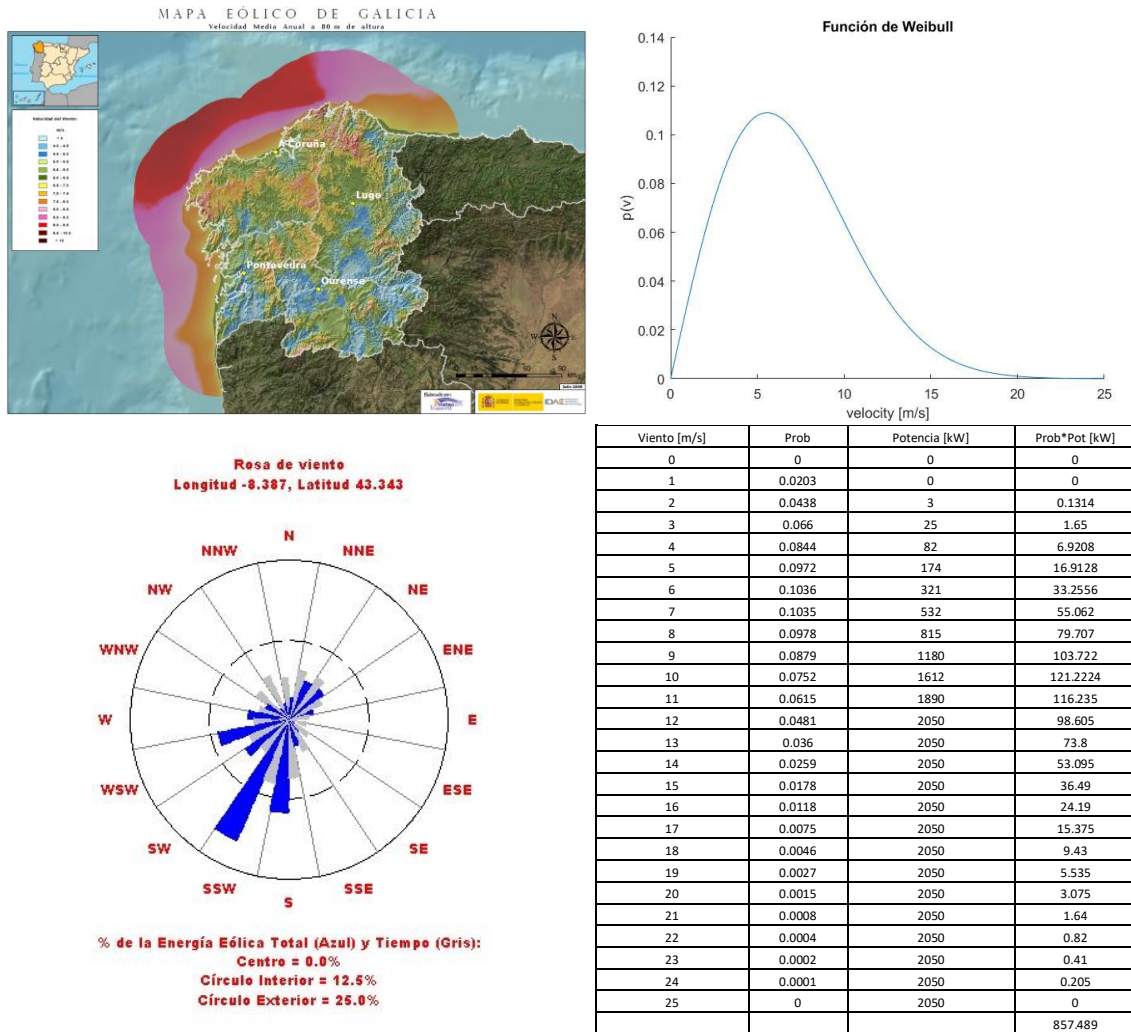 MAPA EÓLICO DE GALICIA
Velocidad Media Anual a 80 m de altura
Velocidad del Viento
m/s
A Coruña
Lugo
Pontevedra
Ourense
N
W
E
S
Función de Weibull
0.14
0.12
0.1
0.08
0.06
0.04
0.02
0
p(v)
0 5 10 15 20 25
velocity [m/s]
Rosa de viento
Longitud -8.387, Latitud 43.343
N
NNW NNE
NW NE
WNW ENE
W E
WSW ESE
SW SE
SSW SSE
S
% de la Energía Eólica Total (Azul) y Tiempo (Gris):
Centro = 0.0%
Círculo Interior = 12.5%
Círculo Exterior = 25.0%
Viento [m/s] Prob Potencia [kW] Prob*Pot [kW]
0 0 0 0
1 0.0203 0 0
2 0.0438 3 0.1314
3 0.066 25 1.65
4 0.0844 82 6.9208
5 0.0972 174 16.9128
6 0.1036 321 33.2556
7 0.1035 532 55.062
8 0.0978 815 79.707
9 0.0879 1180 103.722
10 0.0752 1612 121.2224
11 0.0615 1890 116.235
12 0.0481 2050 98.605
13 0.036 2050 73.8
14 0.0259 2050 53.095
15 0.0178 2050 36.49
16 0.0118 2050 24.19
17 0.0075 2050 15.375
18 0.0046 2050 9.43
19 0.0027 2050 5.535
20 0.0015 2050 3.075
21 0.0008 2050 1.64
22 0.0004 2050 0.82
23 0.0002 2050 0.41
24 0.0001 2050 0.205
25 0 2050 0
857.489